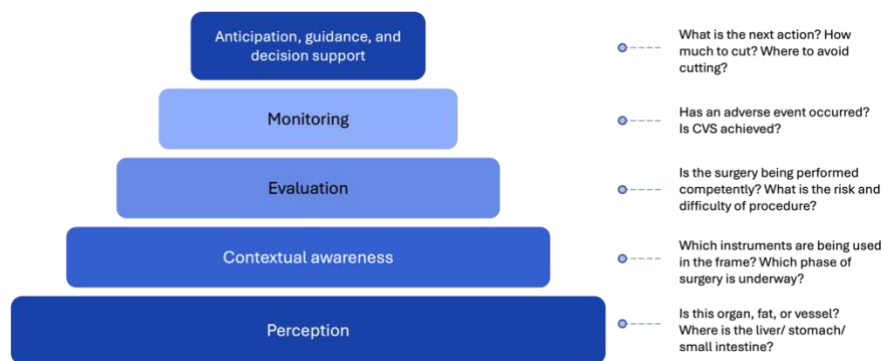 Anticipation, guidance, and
decision support
What is the next action? How
much to cut? Where to avoid
cutting?
Monitoring
Has an adverse event occurred?
Is CVS achieved?
Evaluation
Is the surgery being performed
competently? What is the risk and
difficulty of procedure?
Contextual awareness
Which instruments are being used
in the frame? Which phase of
surgery is underway?
Perception
Is this organ, fat, or vessel?
Where is the liver/ stomach/
small intestine?